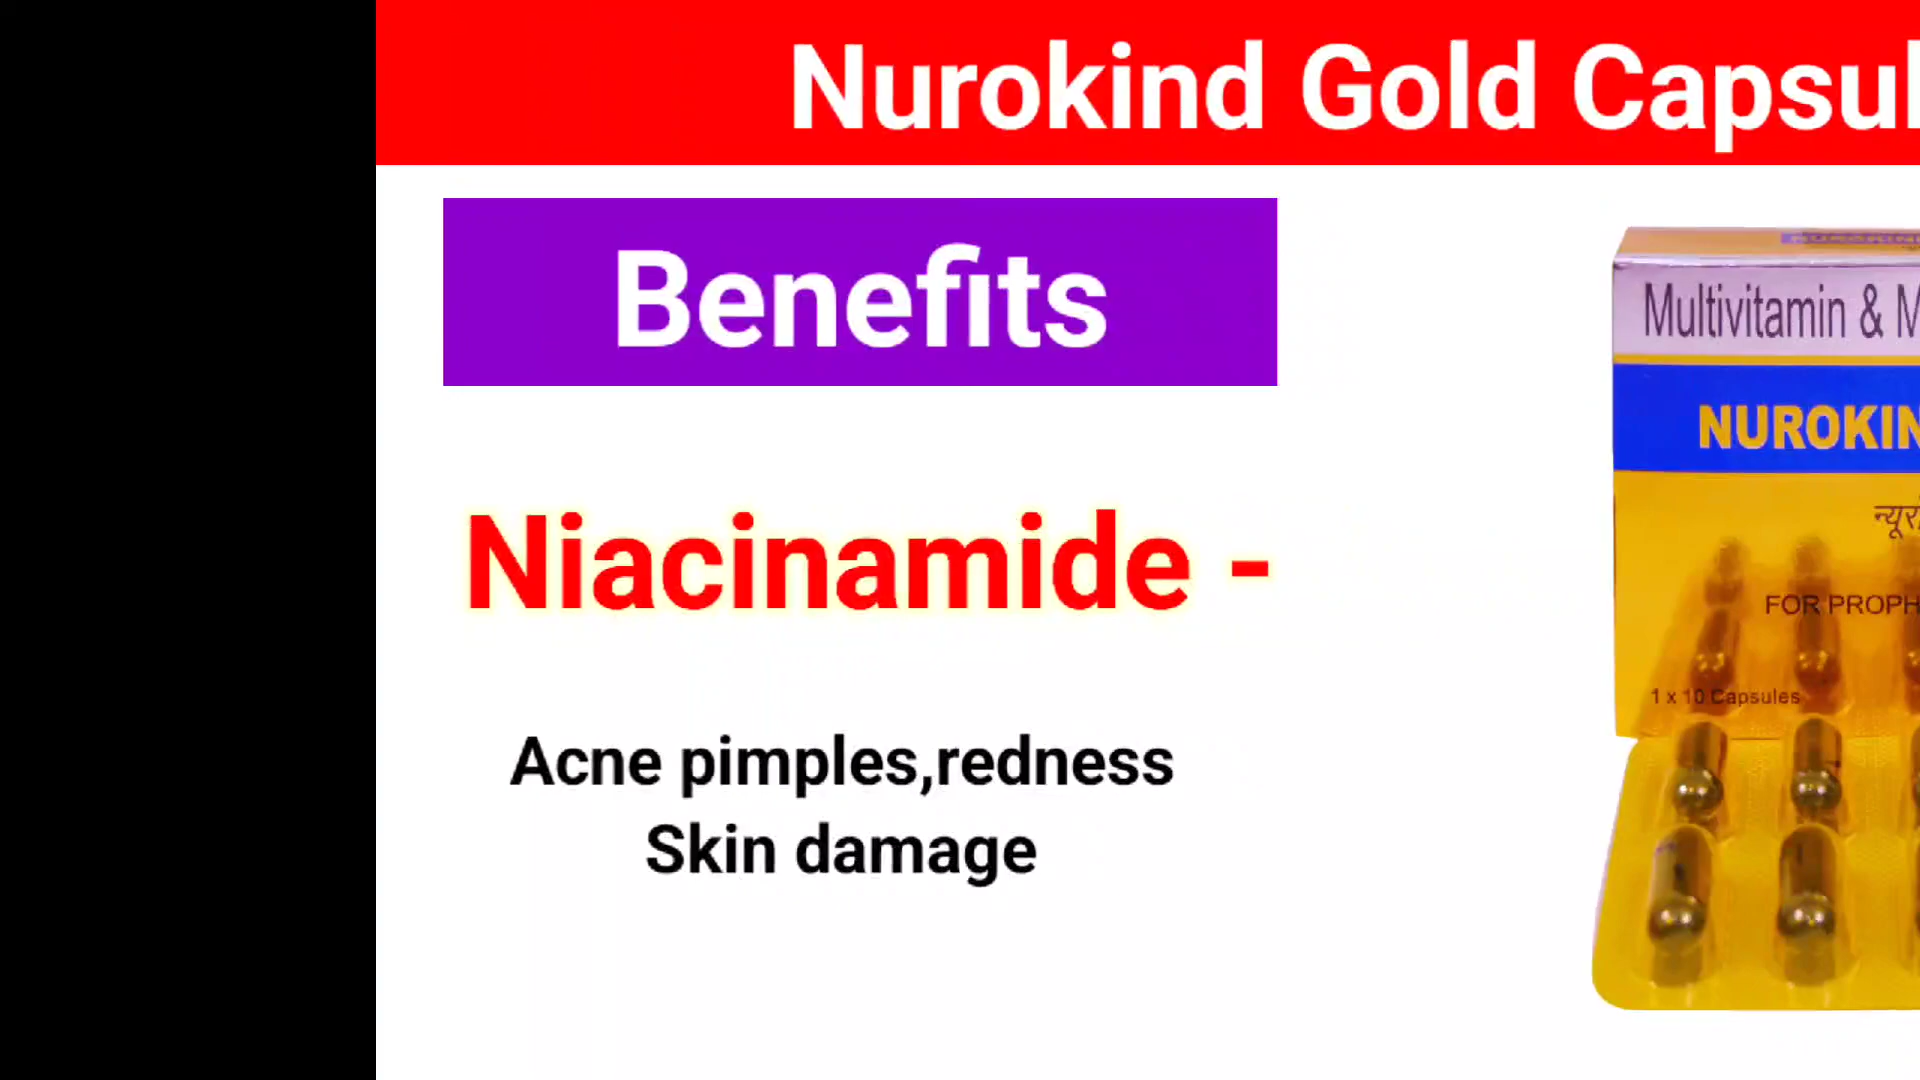 Nurokind Gold Capsul
Benefits
Multivitamin & M
NUROKIN
Niacinamide -
न्यूर
FOR PROPH
1 x 10 Capsules
Acne pimples,redness
Skin damage